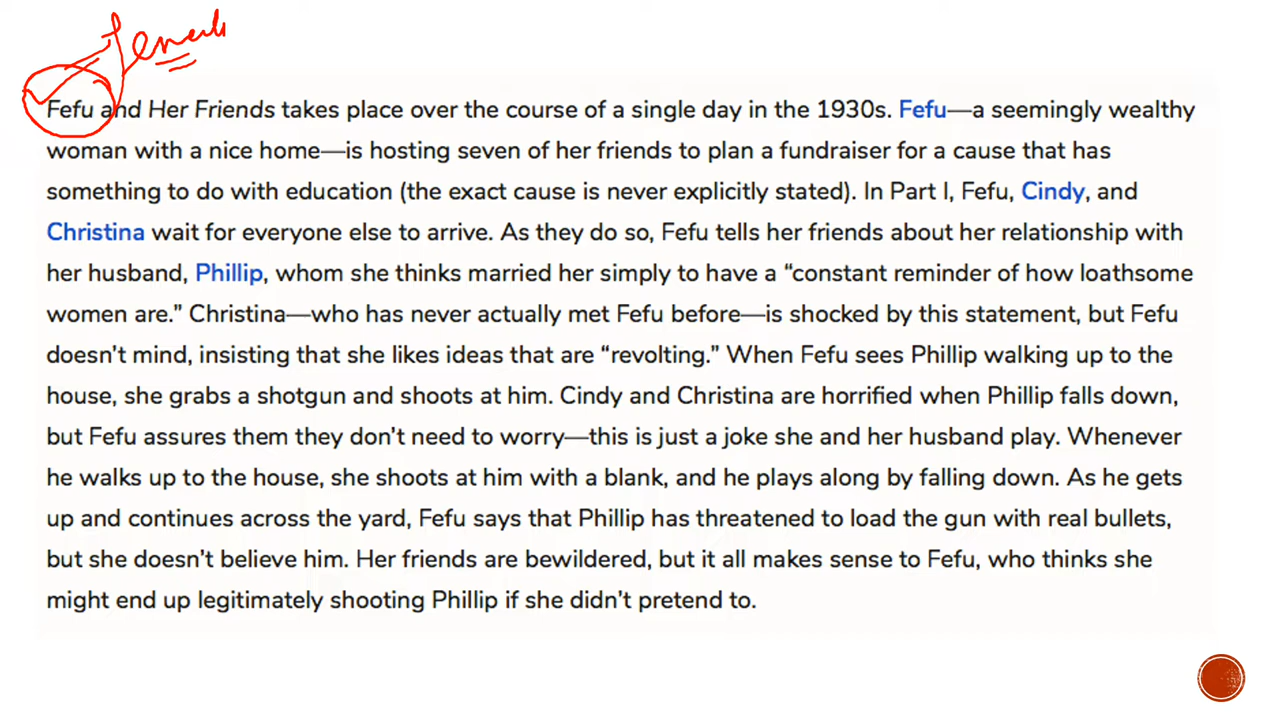 Fefu and Her Friends takes place over the course of a single day in the 1930s. Fefu—a seemingly wealthy
woman with a nice home—is hosting seven of her friends to plan a fundraiser for a cause that has
something to do with education (the exact cause is never explicitly stated). In Part I, Fefu, Cindy, and
Christina wait for everyone else to arrive. As they do so, Fefu tells her friends about her relationship with
her husband, Phillip, whom she thinks married her simply to have a “constant reminder of how loathsome
women are.” Christina—who has never actually met Fefu before—is shocked by this statement, but Fefu
doesn’t mind, insisting that she likes ideas that are “revolting.” When Fefu sees Phillip walking up to the
house, she grabs a shotgun and shoots at him. Cindy and Christina are horrified when Phillip falls down,
but Fefu assures them they don’t need to worry—this is just a joke she and her husband play. Whenever
he walks up to the house, she shoots at him with a blank, and he plays along by falling down. As he gets
up and continues across the yard, Fefu says that Phillip has threatened to load the gun with real bullets,
but she doesn’t believe him. Her friends are bewildered, but it all makes sense to Fefu, who thinks she
might end up legitimately shooting Phillip if she didn’t pretend to.